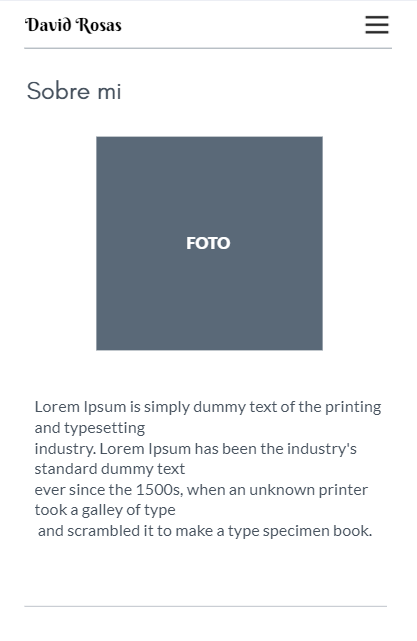 David Rosas
Sobre mi
FOTO
Lorem Ipsum is simply dummy text of the printing
and typesetting
industry. Lorem Ipsum has been the industry's
standard dummy text
ever since the 1500s, when an unknown printer
took a galley of type
and scrambled it to make a type specimen book.